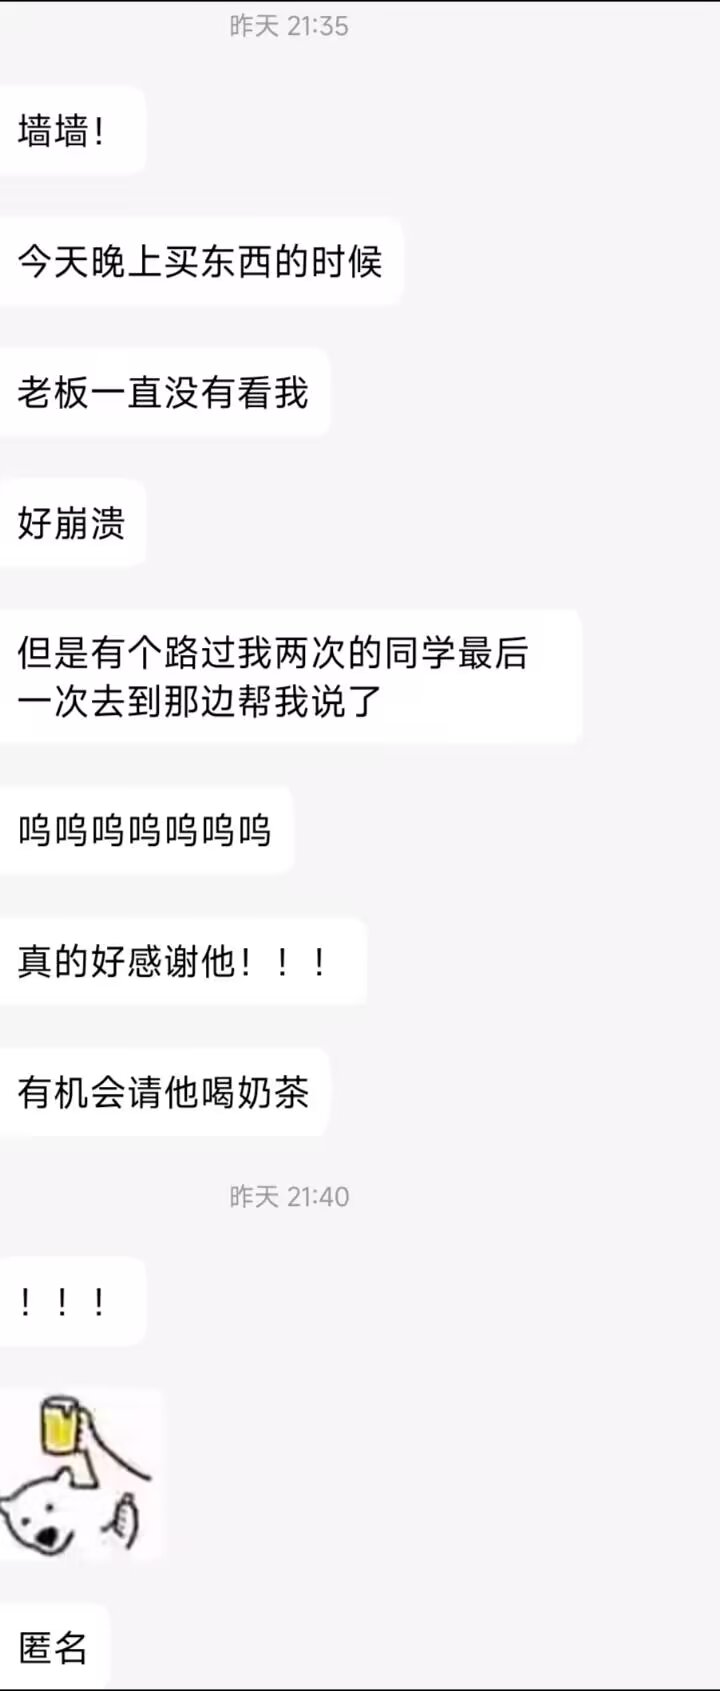 昨天 21:35
墙墙！
今天晚上买东西的时候
老板一直没有看我
好崩溃
但是有个路过我两次的同学最后
一次去到那边帮我说了
呜呜呜呜呜呜呜
真的好感谢他！！！
有机会请他喝奶茶
昨天 21:40
！！！
匿名